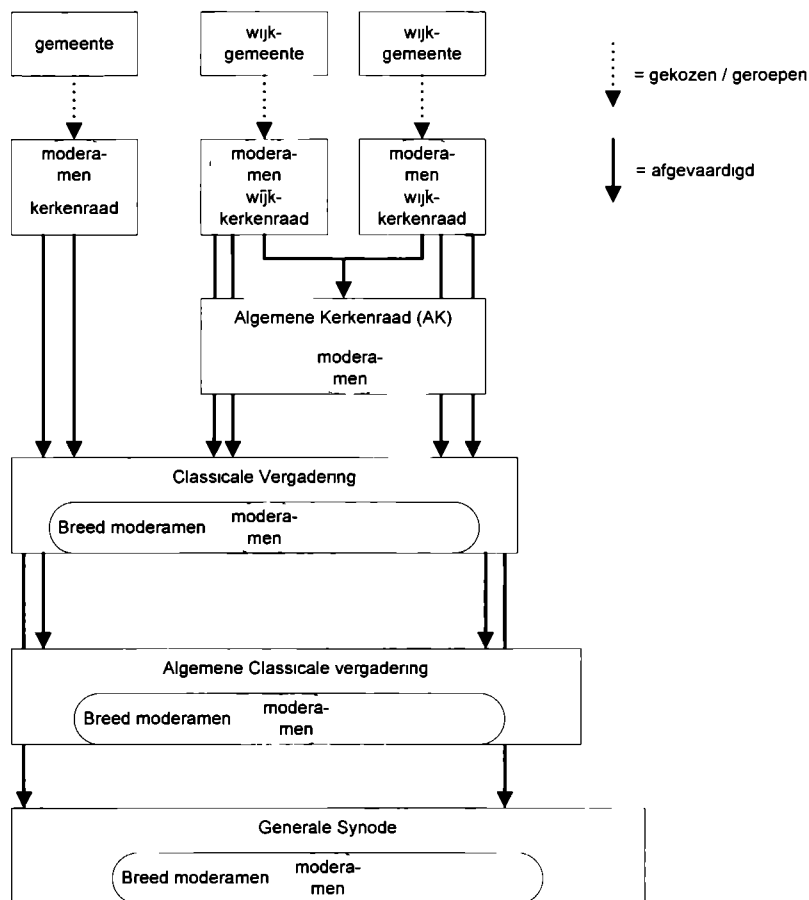 gemeente
wijk-
gemeente
wijk-
gemeente
= gekozen / geroepen
modera-
men
kerkenraad
modera-
men
wijk-
kerkenraad
modera-
men
wijk-
kerkenraad
= afgevaardigd
Algemene Kerkenraad (AK)
modera-
men
Classicale Vergadering
Breed moderamen
modera-
men
Algemene Classicale vergadering
Breed moderamen
modera-
men
Generale Synode
Breed moderamen
modera-
men